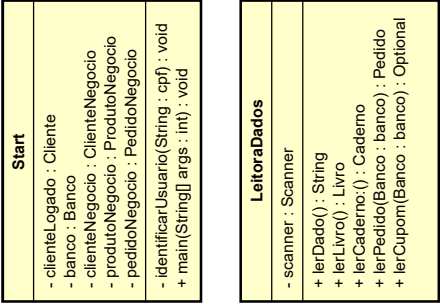 Start
- clienteLogado : Cliente
- banco : Banco
- clienteNegocio : ClienteNegocio
- produtoNegocio : ProdutoNegocio
- pedidoNegocio : PedidoNegocio
- identificarUsuario(String : cpf) : void
+ main(String[] args : int) : void
LeitoraDados
- scanner : Scanner
+ lerDado() : String
+ lerLivro() : Livro
+ lerCaderno:() : Caderno
+ lerPedido(Banco : banco) : Pedido
+ lerCupom(Banco : banco) : Optional